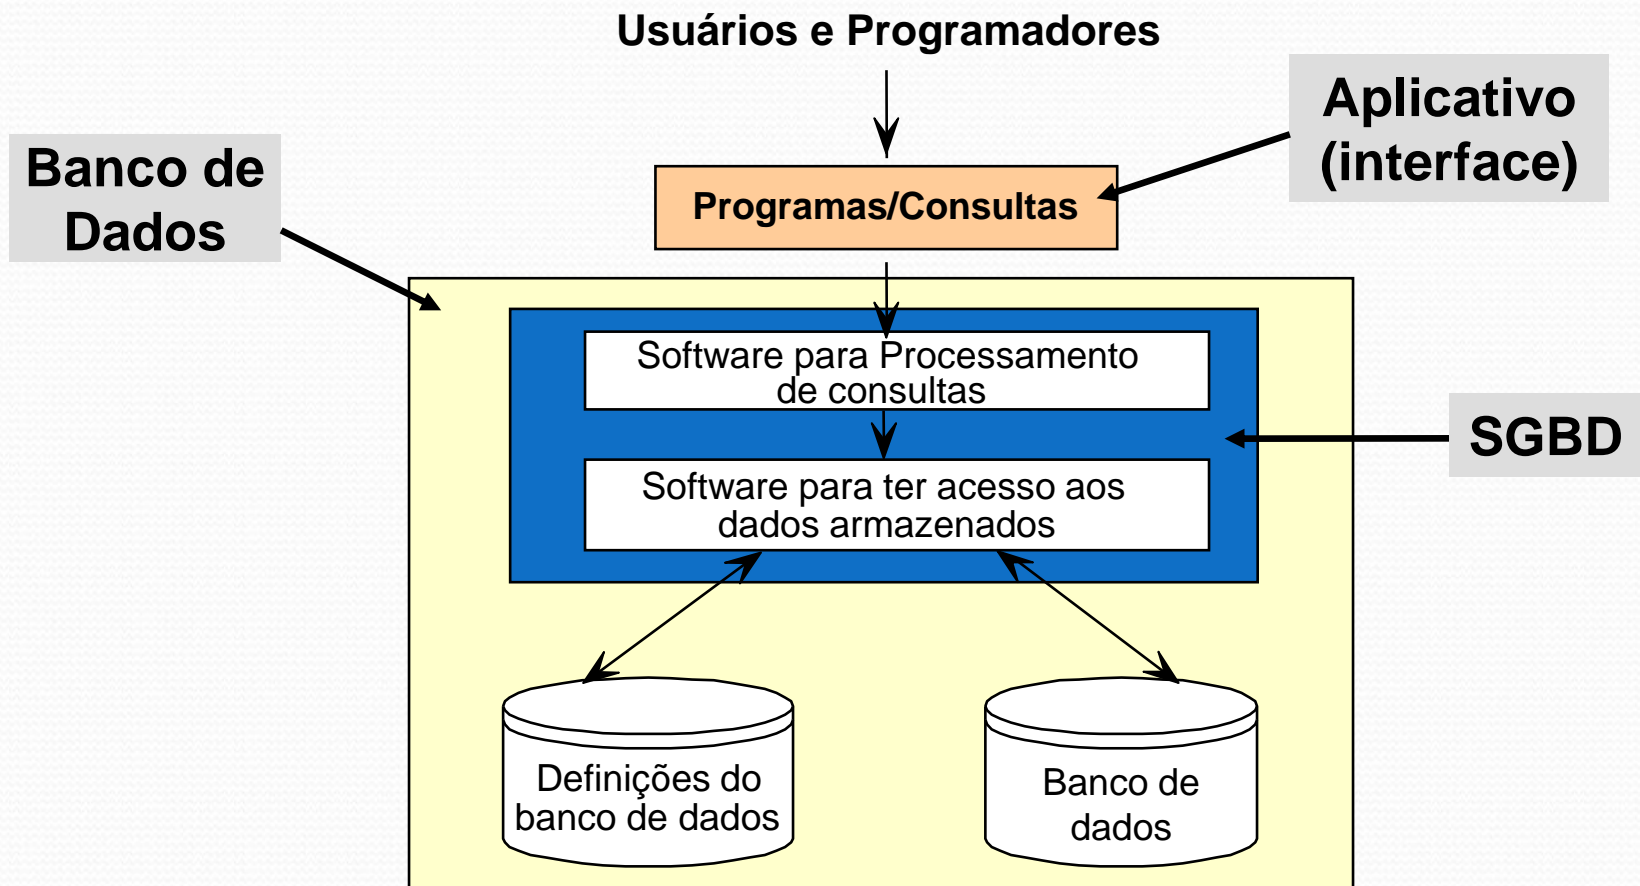 Usuários e Programadores
Aplicativo
(interface)
Banco de
Dados
Programas/Consultas
Software para Processamento
de consultas
SGBD
Software para ter acesso aos
dados armazenados
Definições do
banco de dados
Banco de
dados